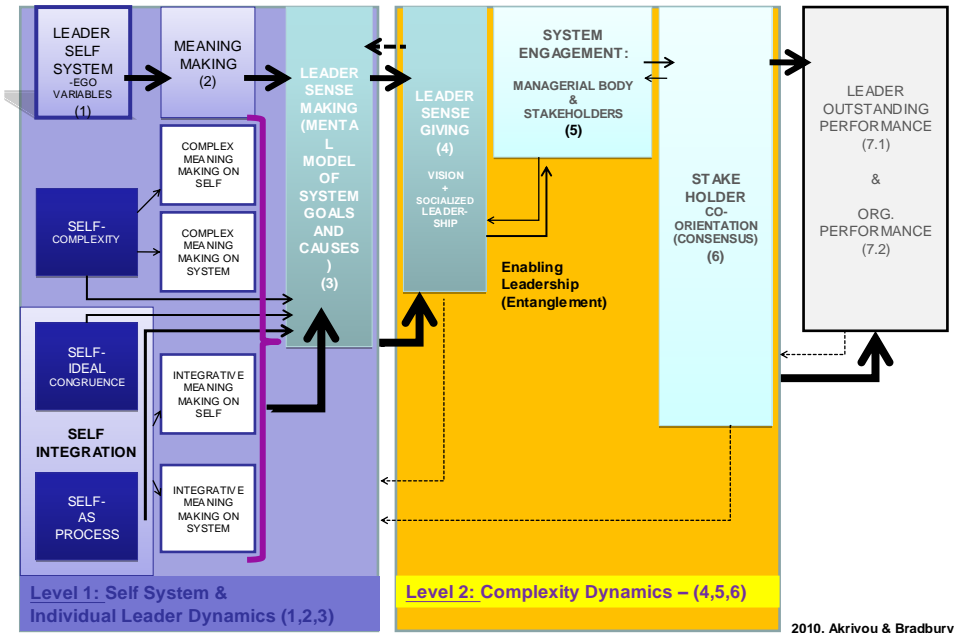 LEADER
SELF
SYSTEM
-EGO
VARIABLES
(1)
MEANING
MAKING
(2)
LEADER
SENSE
MAKING
(MENTA
L
MODEL
OF
SYSTEM
GOALS
AND
CAUSES
)
(3)
LEADER
SENSE
GIVING
(4)
VISION
+
SOCIALIZED
LEADER-
SHIP
SYSTEM
ENGAGEMENT:
MANAGERIAL BODY
&
STAKEHOLDERS
(5)
STAKE
HOLDER
CO-
ORIENTATION
(CONSENSUS)
(6)
LEADER
OUTSTANDING
PERFORMANCE
(7.1)
&
ORG.
PERFORMANCE
(7.2)
SELF-
COMPLEXITY
COMPLEX
MEANING
MAKING ON
SELF
COMPLEX
MEANING
MAKING ON
SYSTEM
Enabling
Leadership
(Entanglement)
SELF-
IDEAL
CONGRUENCE
SELF
INTEGRATION
SELF-
AS
PROCESS
INTEGRATIVE
MEANING
MAKING ON
SELF
INTEGRATIVE
MEANING
MAKING ON
SYSTEM
Level 1: Self System &
Individual Leader Dynamics (1,2,3)
Level 2: Complexity Dynamics – (4,5,6)
2010, Akrivou & Bradbury